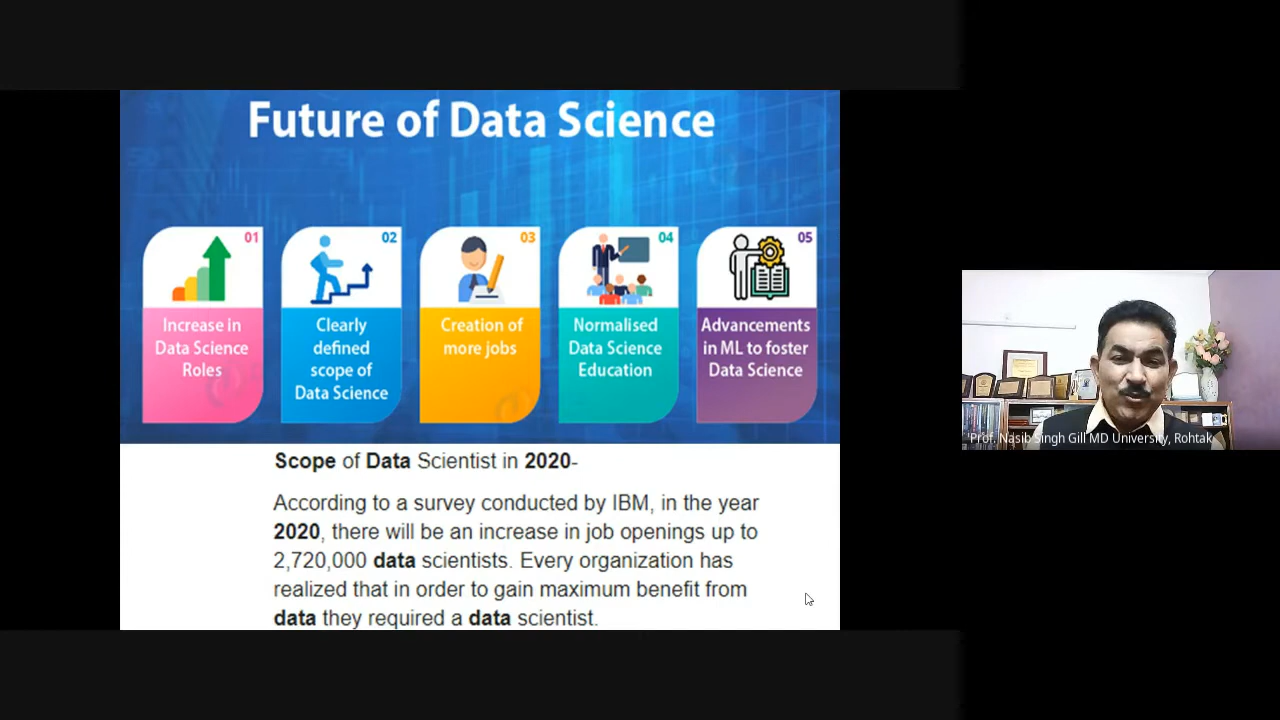 Future of Data Science
01
Increase in
Data Science
Roles
02
Clearly
defined
scope of
Data Science
03
Creation of
more jobs
04
Normalised
Data Science
Education
05
Advancements
in ML to foster
Data Science
Scope of Data Scientist in 2020-
According to a survey conducted by IBM, in the year
2020, there will be an increase in job openings up to
2,720,000 data scientists. Every organization has
realized that in order to gain maximum benefit from
data they required a data scientist.
'Prof. Nasib Singh Gill MD University, Rohtak